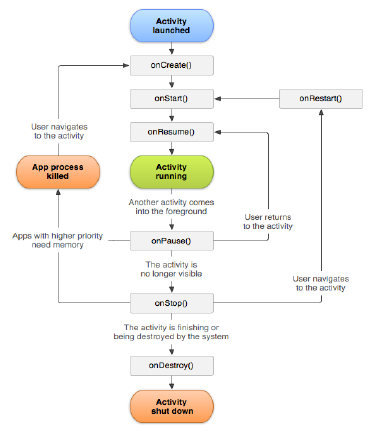 Activity
launched
onCreate()
onStart()
onRestart()
onResume()
User navigates
to the activity
App process
killed
Activity
running
Another activity comes
into the foreground
User returns
to the activity
Apps with higher priority
need memory
onPause()
The activity is
no longer visible
User navigates
to the activity
onStop()
The activity is finishing or
being destroyed by the system
onDestroy()
Activity
shut down